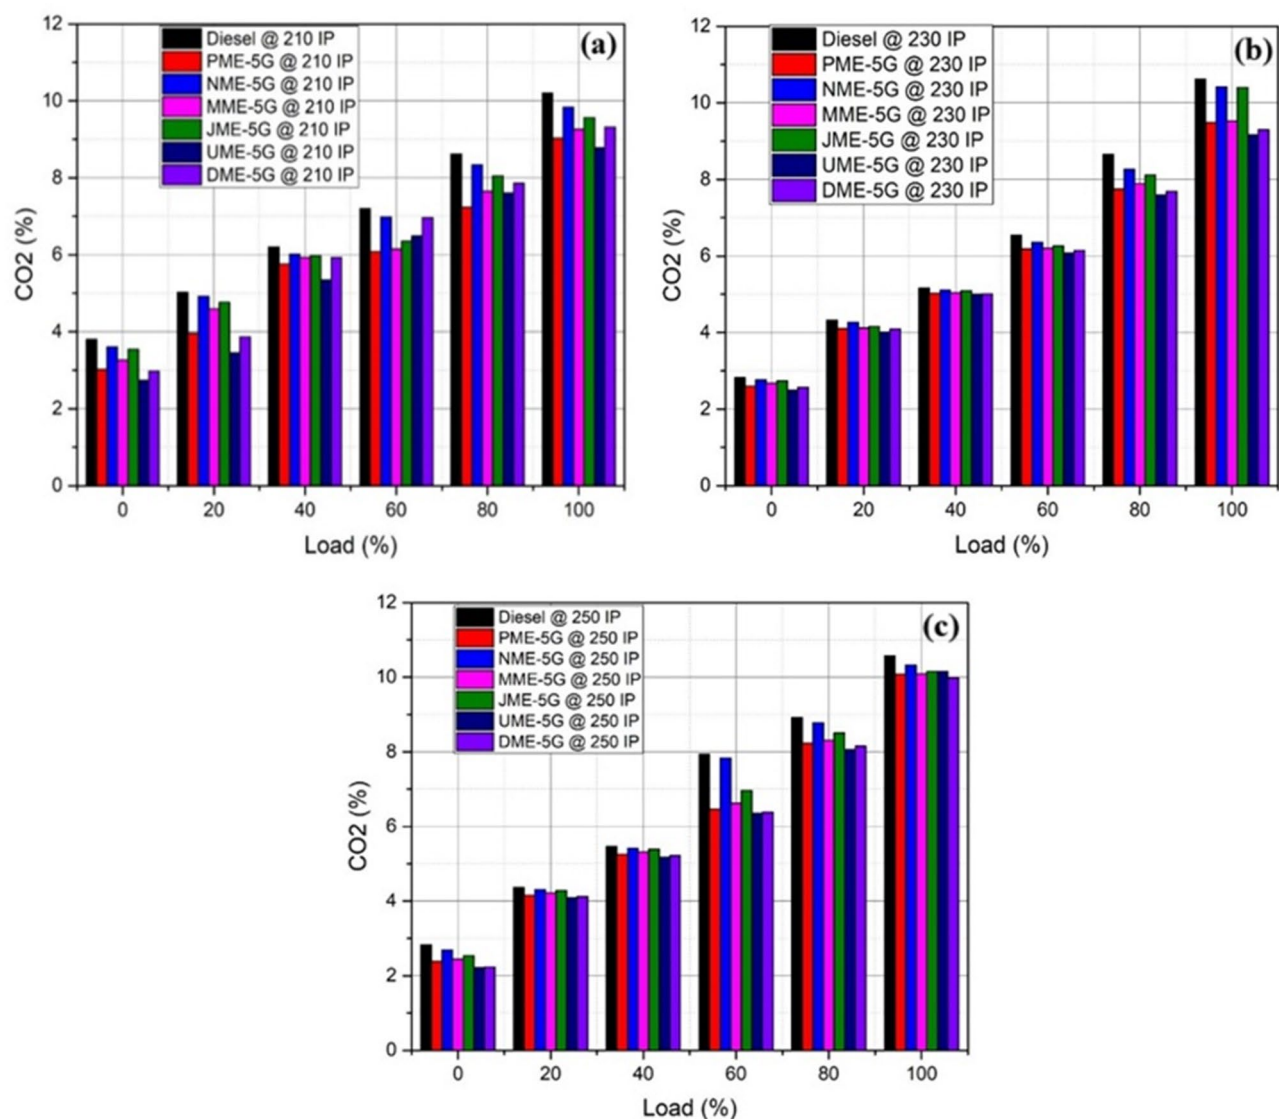 (a)
Diesel @ 210 IP
PME-5G @ 210 IP
NME-5G @ 210 IP
MME-5G @ 210 IP
JME-5G @ 210 IP
UME-5G @ 210 IP
DME-5G @ 210 IP
CO2 (%)
12
10
8
6
4
2
0
0 20 40 60 80 100
Load (%)
(b)
Diesel @ 230 IP
PME-5G @ 230 IP
NME-5G @ 230 IP
MME-5G @ 230 IP
JME-5G @ 230 IP
UME-5G @ 230 IP
DME-5G @ 230 IP
CO2 (%)
12
10
8
6
4
2
0
0 20 40 60 80 100
Load (%)
(c)
Diesel @ 250 IP
PME-5G @ 250 IP
NME-5G @ 250 IP
MME-5G @ 250 IP
JME-5G @ 250 IP
UME-5G @ 250 IP
DME-5G @ 250 IP
CO2 (%)
12
10
8
6
4
2
0
0 20 40 60 80 100
Load (%)